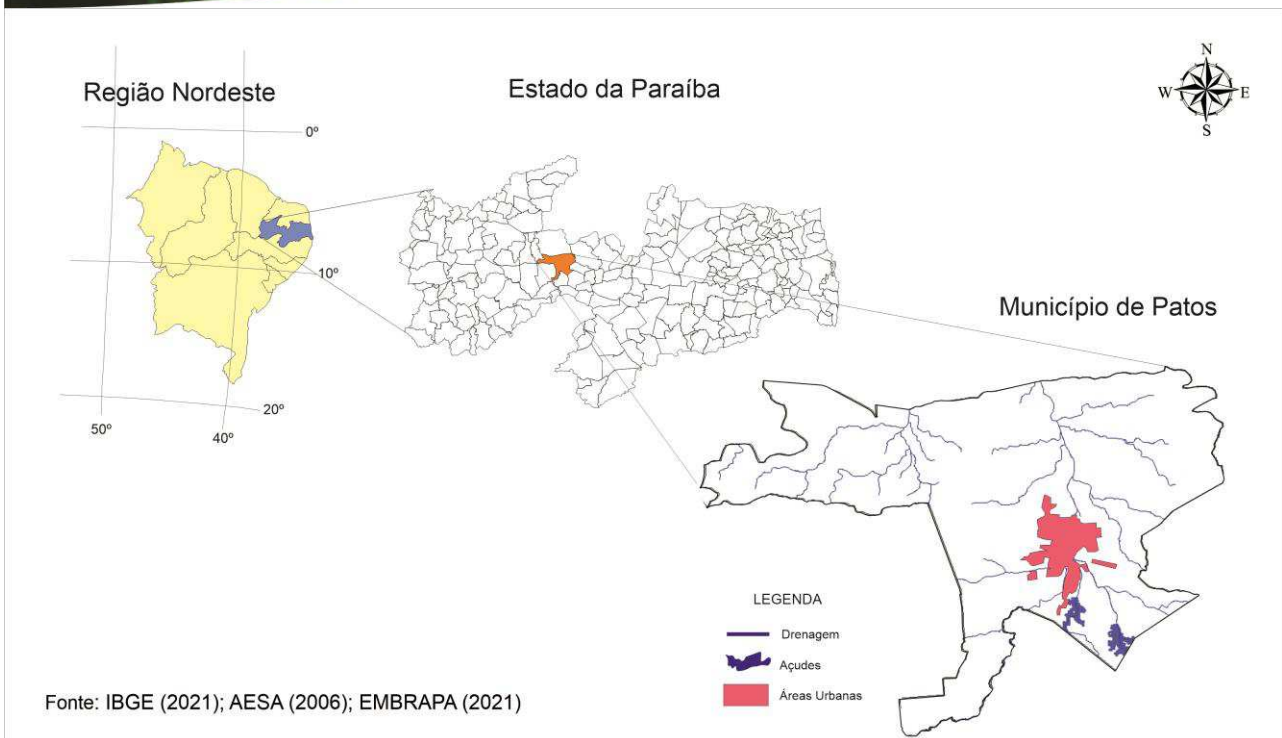 Região Nordeste
Estado da Paraíba
N
W
E
S
0º
10º
20º
50º
40º
Município de Patos
LEGENDA
Drenagem
Açudes
Áreas Urbanas
Fonte: IBGE (2021); AESA (2006); EMBRAPA (2021)